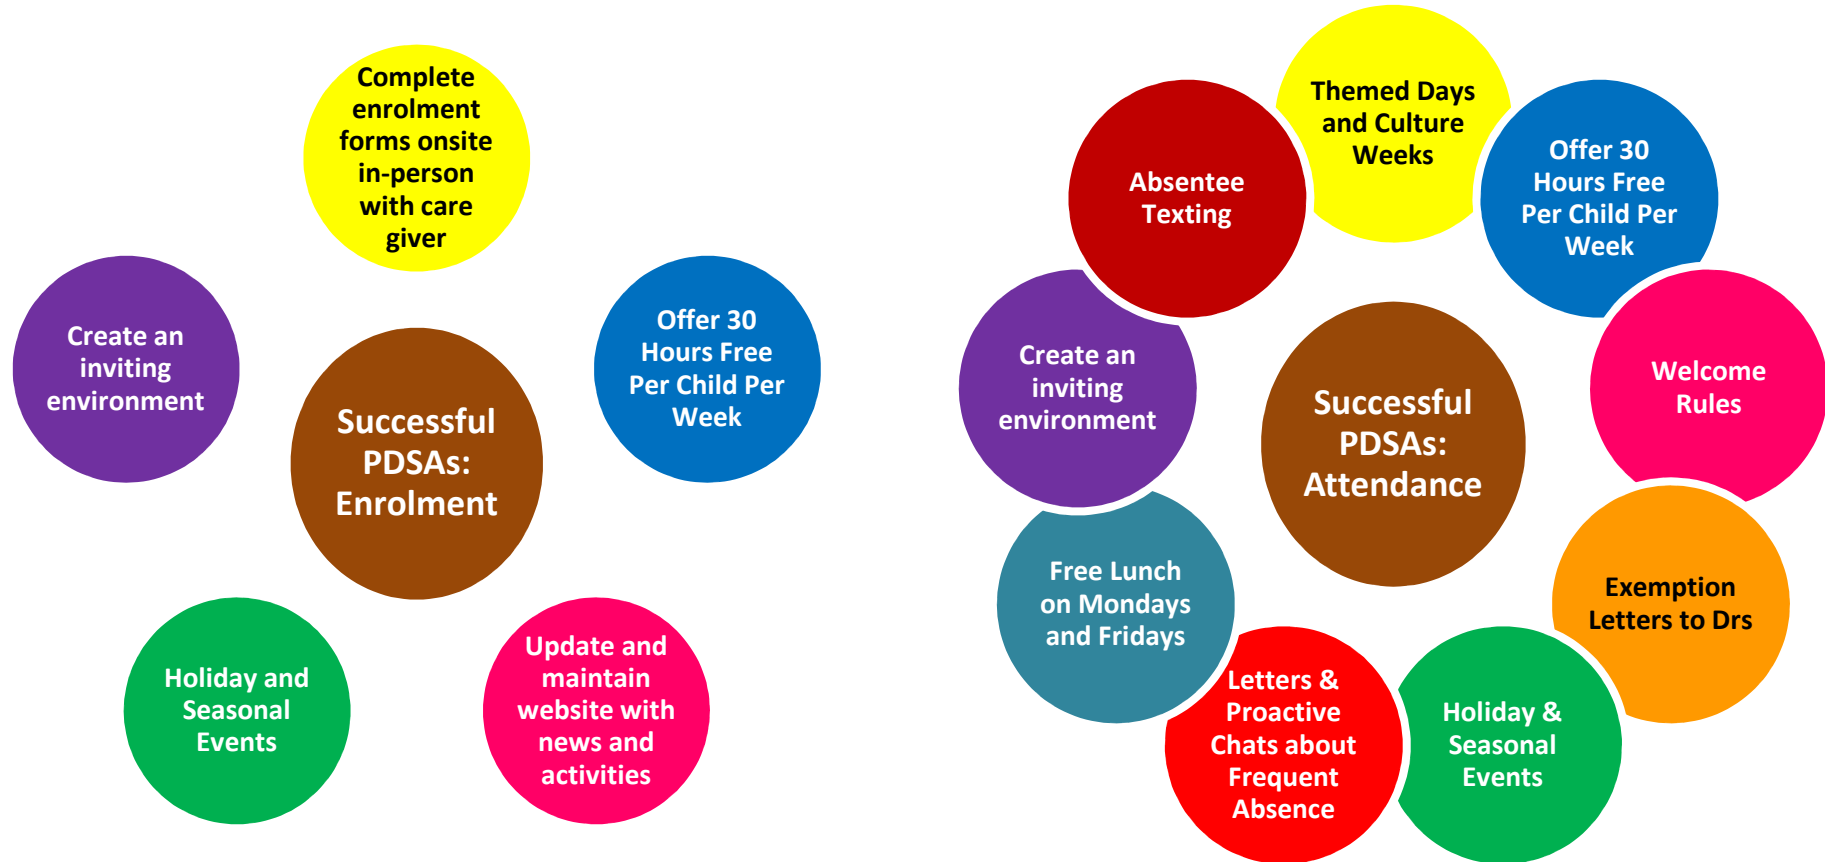 Complete
enrolment
forms onsite
in-person
with care
giver
Offer 30
Hours Free
Per Child Per
Week
Update and
maintain
website with
news and
activities
Holiday and
Seasonal
Events
Create an
inviting
environment
Successful
PDSAs:
Enrolment
Themed Days
and Culture
Weeks
Offer 30
Hours Free
Per Child Per
Week
Welcome
Rules
Exemption
Letters to Drs
Holiday &
Seasonal
Events
Letters &
Proactive
Chats about
Frequent
Absence
Free Lunch
on Mondays
and Fridays
Create an
inviting
environment
Absentee
Texting
Successful
PDSAs:
Attendance